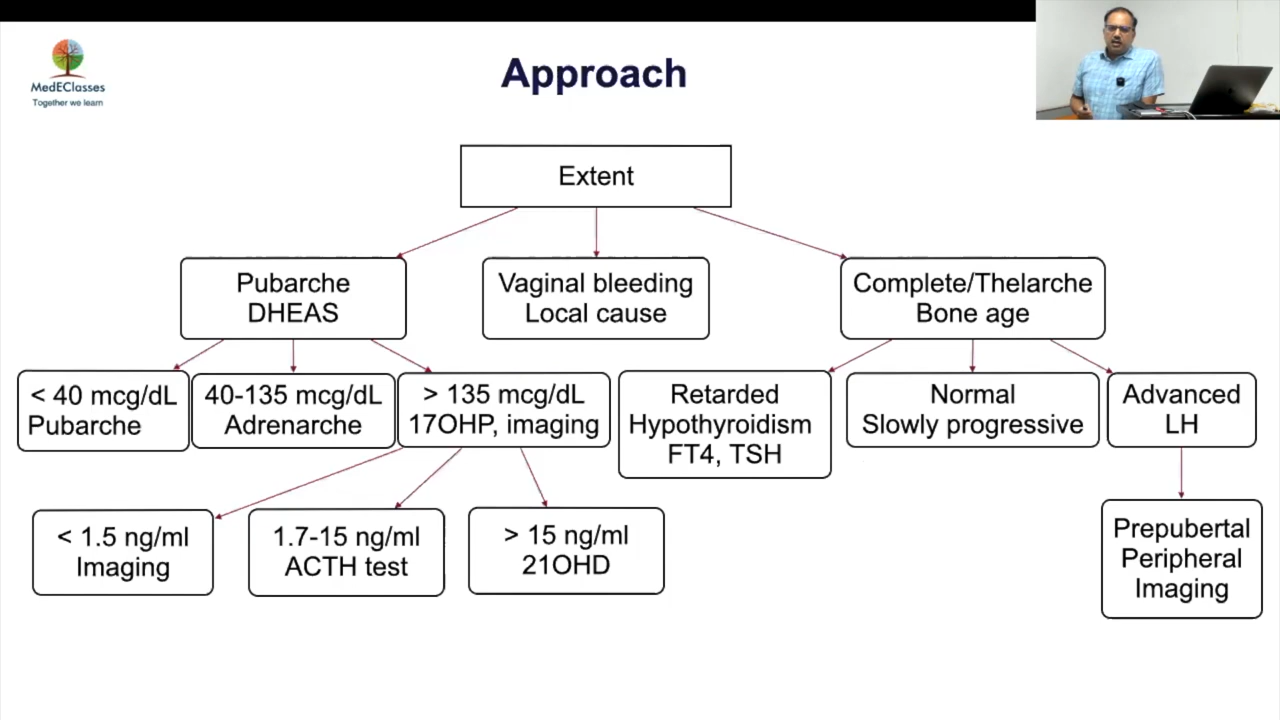 MedEClasses
Together we learn
Approach
Extent
Pubarche
DHEAS
Vaginal bleeding
Local cause
Complete/Thelarche
Bone age
< 40 mcg/dL
Pubarche
40-135 mcg/dL
Adrenarche
> 135 mcg/dL
17OHP, imaging
Retarded
Hypothyroidism
FT4, TSH
Normal
Slowly progressive
Advanced
LH
< 1.5 ng/ml
Imaging
1.7-15 ng/ml
ACTH test
> 15 ng/ml
21OHD
Prepubertal
Peripheral
Imaging